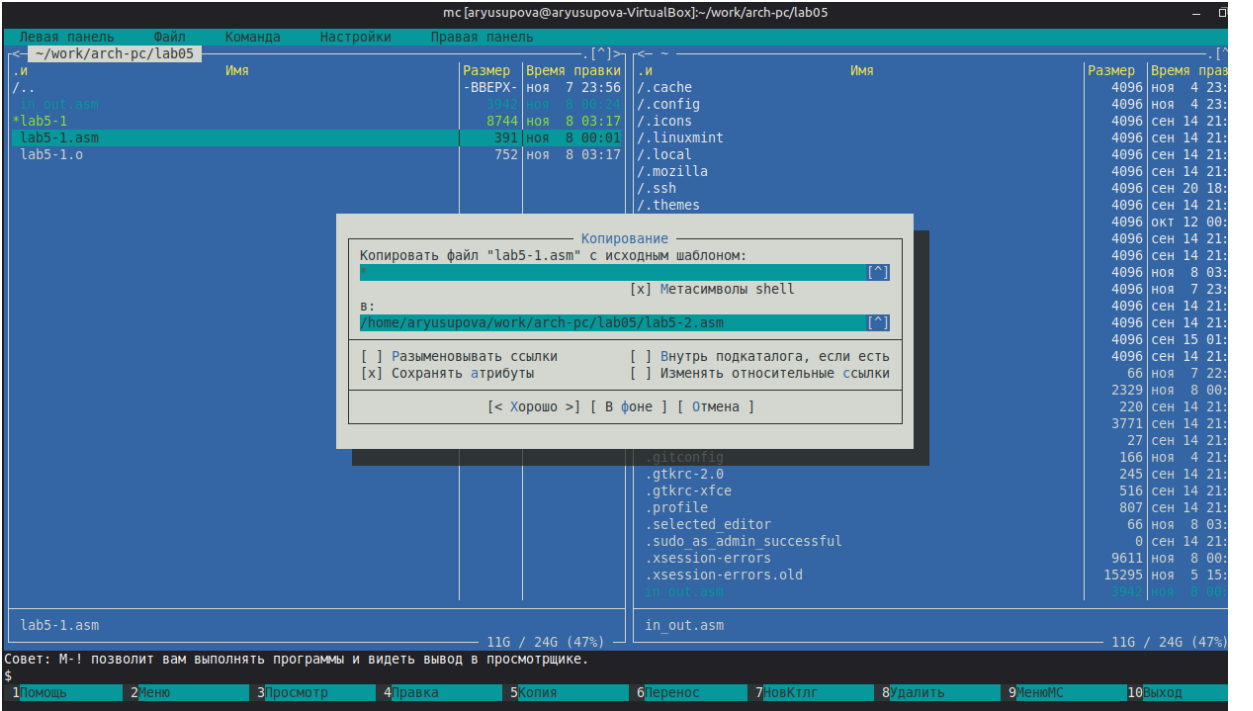 mc [aryusupova@aryusupova-VirtualBox]:~/work/arch-pc/lab05
Левая панель Файл Команда Настройки Правая панель
<─ ~/work/arch-pc/lab05 .[^]>
.и Имя Размер Время правки
/.. -ВВЕРХ- ноя 7 23:56
in_out.asm 3942 ноя 8 00:24
*lab5-1 8744 ноя 8 03:17
lab5-1.asm 391 ноя 8 00:01
lab5-1.o 752 ноя 8 03:17
lab5-1.asm
11G / 24G (47%)
<─ ~ .[^
.и Имя Размер Время прав
/.cache 4096 ноя 4 23:
/.config 4096 ноя 4 23:
/.icons 4096 сен 14 21:
/.linuxmint 4096 сен 14 21:
/.local 4096 сен 14 21:
/.mozilla 4096 сен 14 21:
/.ssh 4096 сен 20 18:
/.themes 4096 сен 14 21:
4096 окт 12 00:
4096 сен 14 21:
4096 сен 14 21:
4096 ноя 8 03:
4096 ноя 7 23:
4096 сен 14 21:
4096 сен 14 21:
4096 сен 15 01:
4096 сен 14 21:
66 ноя 7 22:
2329 ноя 8 00:
220 сен 14 21:
3771 сен 14 21:
27 сен 14 21:
.gitconfig 166 ноя 4 21:
.gtkrc-2.0 245 сен 14 21:
.gtkrc-xfce 516 сен 14 21:
.profile 807 сен 14 21:
.selected_editor 66 ноя 8 03:
.sudo_as_admin_successful 0 сен 14 21:
.xsession-errors 9611 ноя 8 00:
.xsession-errors.old 15295 ноя 5 15:
in_out.asm 3942 ноя 8 00:
in_out.asm
11G / 24G (47%)
Копирование
Копировать файл "lab5-1.asm" с исходным шаблоном:
* [^]
[x] Метасимволы shell
в:
/home/aryusupova/work/arch-pc/lab05/lab5-2.asm [^]
[ ] Разыменовывать ссылки [ ] Внутрь подкаталога, если есть
[x] Сохранять атрибуты [ ] Изменять относительные ссылки
[< Хорошо >] [ В фоне ] [ Отмена ]
Совет: M-! позволит вам выполнять программы и видеть вывод в просмотрщике.
$
1Помощь 2Меню 3Просмотр 4Правка 5Копия 6Перенос 7НовКтлг 8Удалить 9МенюMC 10Выход